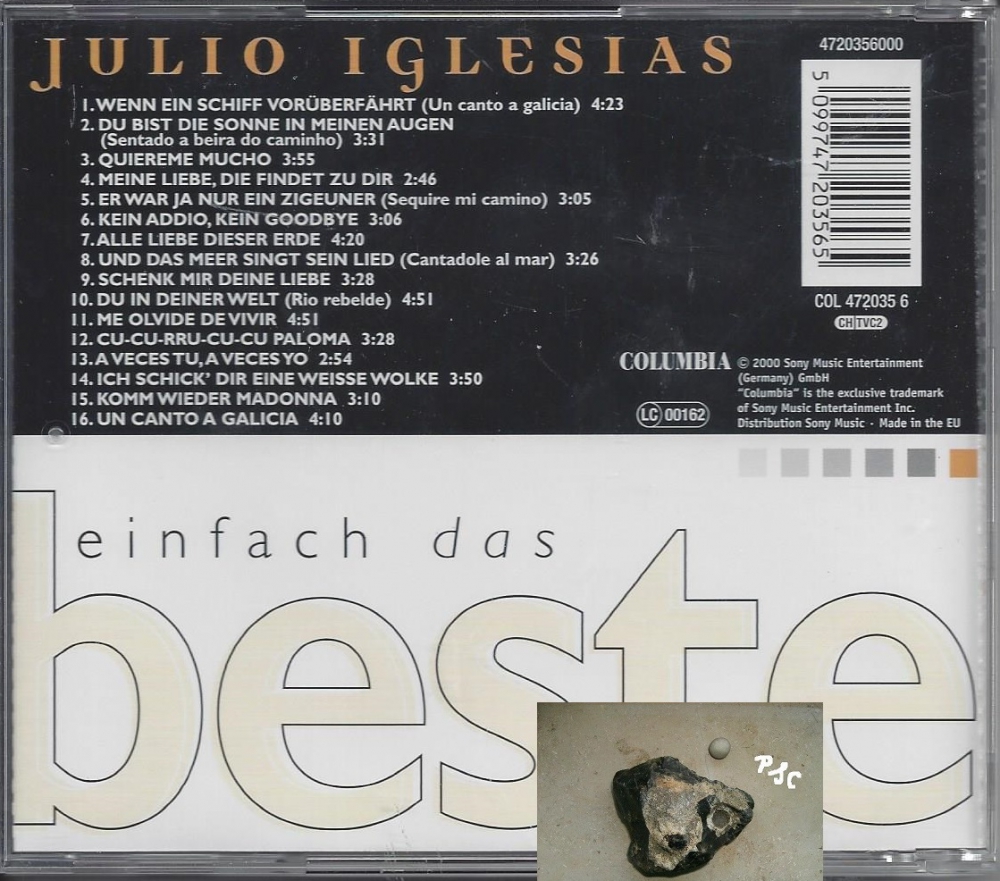 JULIO IGLESIAS
1. WENN EIN SCHIFF VORÜBERFÄHRT (Un canto a galicia) 4:23
2. DU BIST DIE SONNE IN MEINEN AUGEN
(Sentado a beira do caminho) 3:31
3. QUIEREME MUCHO 3:55
4. MEINE LIEBE, DIE FINDET ZU DIR 2:46
5. ER WAR JA NUR EIN ZIGEUNER (Sequire mi camino) 3:05
6. KEIN ADDIO, KEIN GOODBYE 3:06
7. ALLE LIEBE DIESER ERDE 4:20
8. UND DAS MEER SINGT SEIN LIED (Cantadole al mar) 3:26
9. SCHENK MIR DEINE LIEBE 3:28
10. DU IN DEINER WELT (Rio rebelde) 4:51
11. ME OLVIDE DE VIVIR 4:51
12. CU-CU-RRU-CU-CU PALOMA 3:28
13. A VECES TU, A VECES YO 2:54
14. ICH SCHICK' DIR EINE WEISSE WOLKE 3:50
15. KOMM WIEDER MADONNA 3:10
16. UN CANTO A GALICIA 4:10
4720356000
5 099747 203565
COL 472035 6
CH|TVC2
COLUMBIA
LC 00162
© 2000 Sony Music Entertainment
(Germany) GmbH
"Columbia" is the exclusive trademark
of Sony Music Entertainment Inc.
Distribution Sony Music · Made in the EU
einfach das
beste
PSC